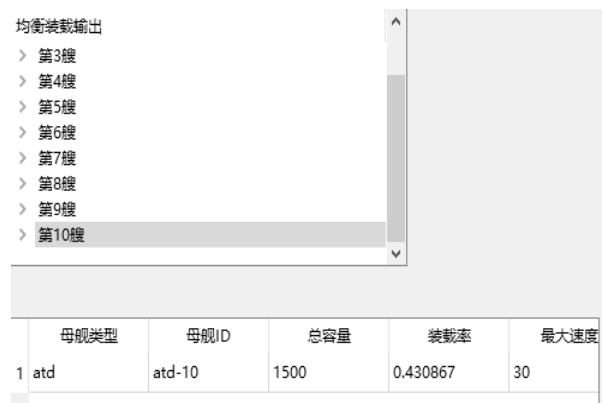 均衡装载输出
第3艘
第4艘
第5艘
第6艘
第7艘
第8艘
第9艘
第10艘
母舰类型 母舰ID 总容量 装载率 最大速度
1 atd atd-10 1500 0.430867 30